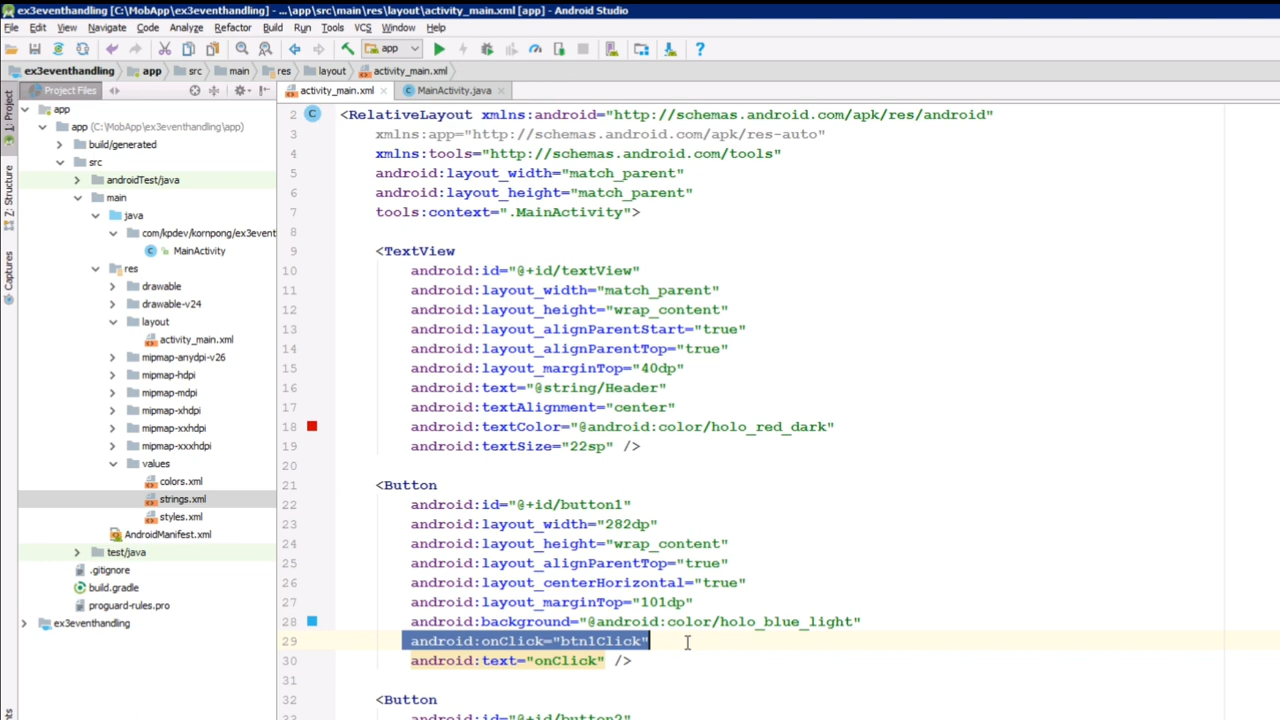 ex3eventhandling [C:\MobApp\ex3eventhandling] - ...\app\src\main\res\layout\activity_main.xml [app] - Android Studio
File Edit View Navigate Code Analyze Refactor Build Run Tools VCS Window Help
app
ex3eventhandling app src main res layout activity_main.xml
Project Files
activity_main.xml MainActivity.java
1: Project
Z: Structure
Captures
app
app (C:\MobApp\ex3eventhandling\app)
build/generated
src
androidTest/java
main
java
com/kpdev/kornpong/ex3event
MainActivity
res
drawable
drawable-v24
layout
activity_main.xml
mipmap-anydpi-v26
mipmap-hdpi
mipmap-mdpi
mipmap-xhdpi
mipmap-xxhdpi
mipmap-xxxhdpi
values
colors.xml
strings.xml
styles.xml
AndroidManifest.xml
test/java
.gitignore
build.gradle
proguard-rules.pro
ex3eventhandling
2 <RelativeLayout xmlns:android="http://schemas.android.com/apk/res/android"
3 xmlns:app="http://schemas.android.com/apk/res-auto"
4 xmlns:tools="http://schemas.android.com/tools"
5 android:layout_width="match_parent"
6 android:layout_height="match_parent"
7 tools:context=".MainActivity">
8
9 <TextView
10 android:id="@+id/textView"
11 android:layout_width="match_parent"
12 android:layout_height="wrap_content"
13 android:layout_alignParentStart="true"
14 android:layout_alignParentTop="true"
15 android:layout_marginTop="40dp"
16 android:text="@string/Header"
17 android:textAlignment="center"
18 android:textColor="@android:color/holo_red_dark"
19 android:textSize="22sp" />
20
21 <Button
22 android:id="@+id/button1"
23 android:layout_width="282dp"
24 android:layout_height="wrap_content"
25 android:layout_alignParentTop="true"
26 android:layout_centerHorizontal="true"
27 android:layout_marginTop="101dp"
28 android:background="@android:color/holo_blue_light"
29 android:onClick="btn1Click"
30 android:text="onClick" />
31
32 <Button
33 android:id="@+id/button2"